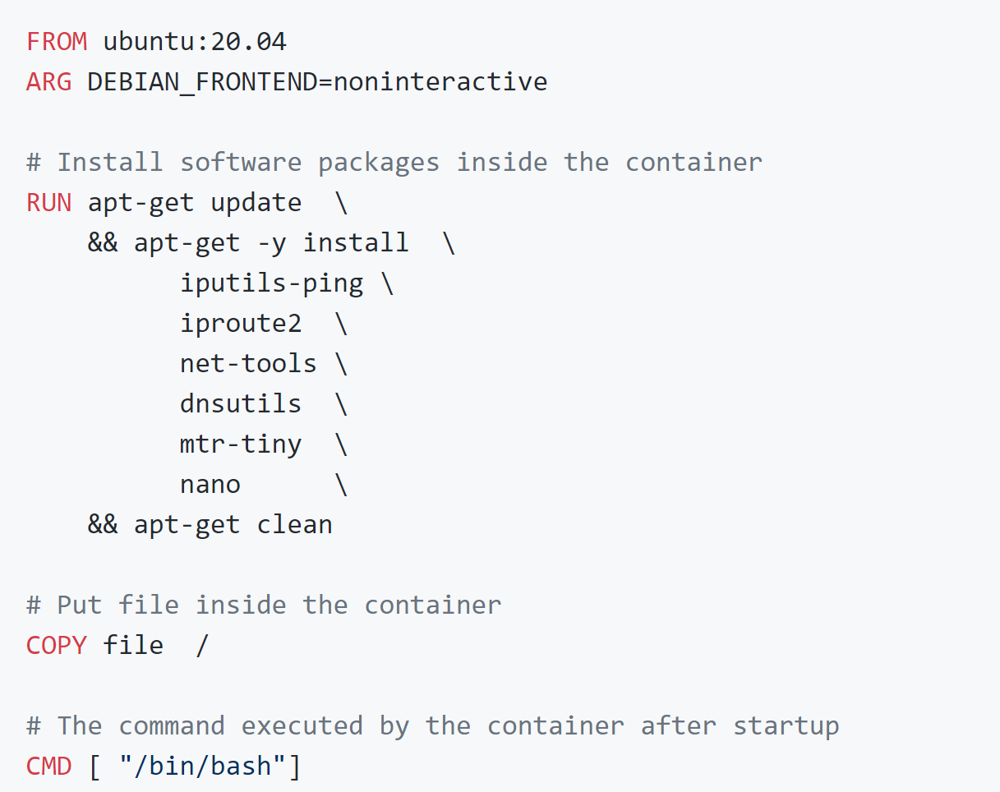 FROM ubuntu:20.04
ARG DEBIAN_FRONTEND=noninteractive
# Install software packages inside the container
RUN apt-get update  \
    && apt-get -y install  \
          iputils-ping \
          iproute2  \
          net-tools \
          dnsutils  \
          mtr-tiny  \
          nano      \
    && apt-get clean
# Put file inside the container
COPY file  /
# The command executed by the container after startup
CMD [ "/bin/bash"]